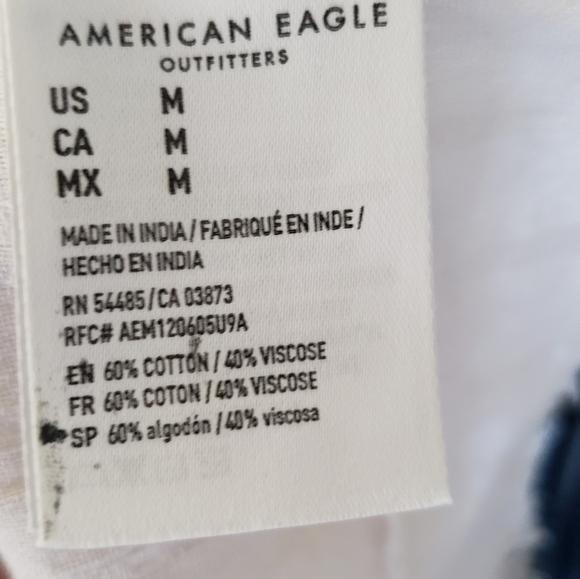 AMERICAN EAGLE
OUTFITTERS
US M
CA M
MX M
MADE IN INDIA / FABRIQUÉ EN INDE /
HECHO EN INDIA
RN 54485 / CA 03873
RFC# AEM120605U9A
EN 60% COTTON / 40% VISCOSE
FR 60% COTON / 40% VISCOSE
SP 60% algodón / 40% viscosa